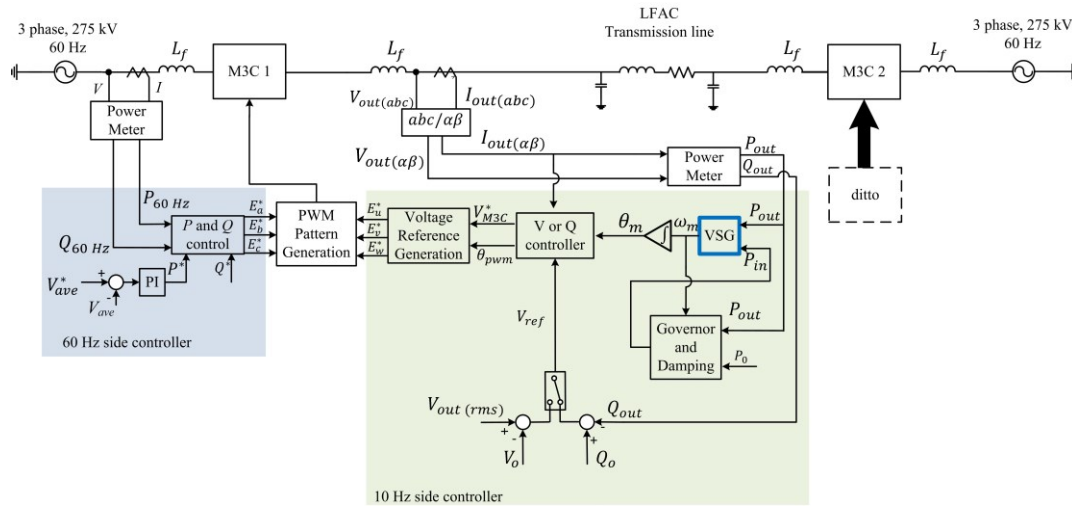 3 phase, 275 kV
60 Hz
L_f
M3C 1
L_f
LFAC
Transmission line
L_f
M3C 2
L_f
3 phase, 275 kV
60 Hz
V
I
Power
Meter
V_out(abc)
I_out(abc)
abc/αβ
V_out(αβ)
I_out(αβ)
Power
Meter
P_out
Q_out
ditto
P_60 Hz
Q_60 Hz
P and Q
control
E_a^*
E_b^*
E_c^*
PWM
Pattern
Generation
E_u^*
E_v^*
E_w^*
Voltage
Reference
Generation
V_M3C^*
θ_pwm
V or Q
controller
θ_m
∫
ω_m
VSG
P_out
P_in
V_ave^*
+
-
V_ave
PI
P^*
Q^*
60 Hz side controller
V_ref
Governor
and
Damping
P_out
P_0
V_out (rms)
+
-
V_o
Q_out
-
+
Q_o
10 Hz side controller